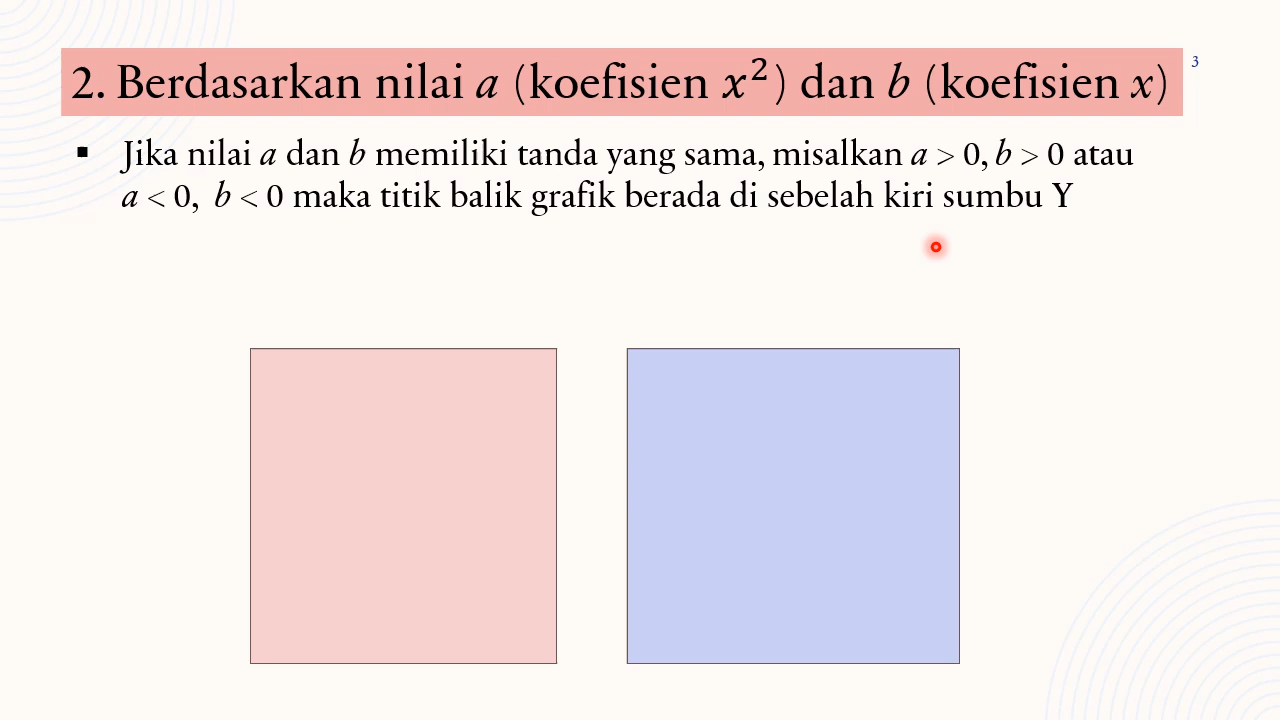 2. Berdasarkan nilai a (koefisien x²) dan b (koefisien x)
3
▪ Jika nilai a dan b memiliki tanda yang sama, misalkan a > 0, b > 0 atau
a < 0, b < 0 maka titik balik grafik berada di sebelah kiri sumbu Y